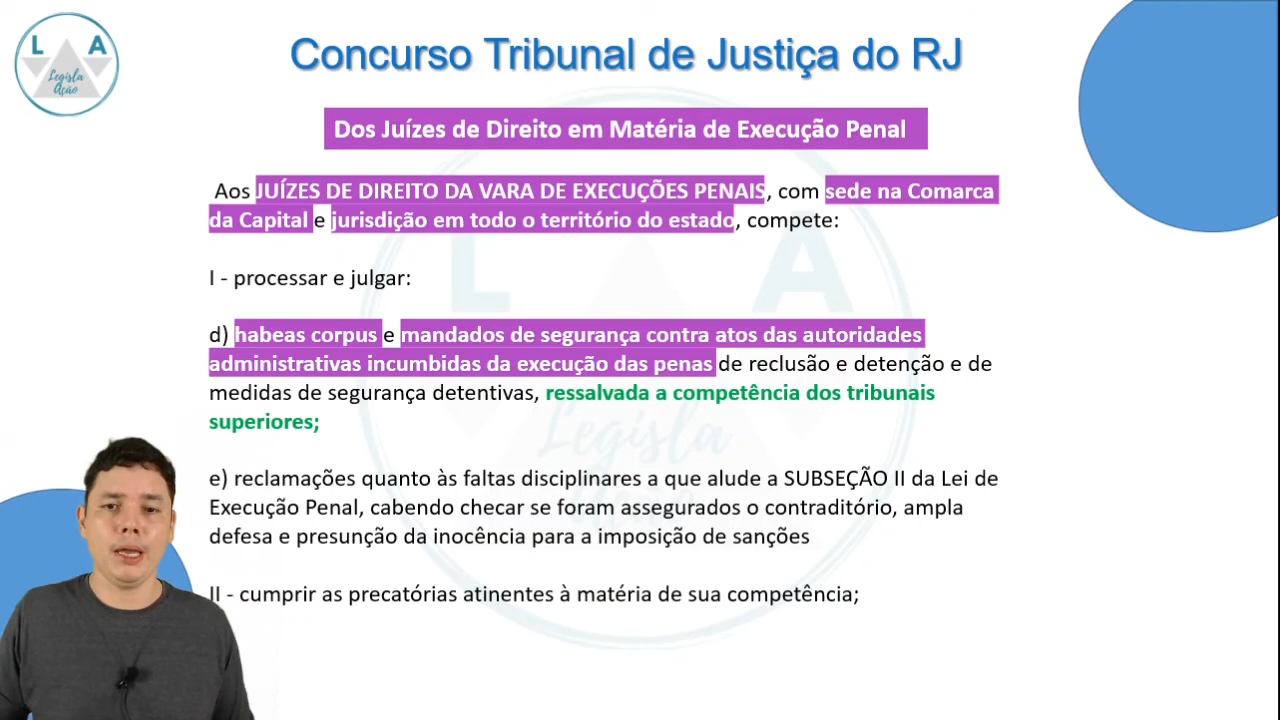 L A
Legisla
Ação
Concurso Tribunal de Justiça do RJ
Dos Juízes de Direito em Matéria de Execução Penal
Aos JUÍZES DE DIREITO DA VARA DE EXECUÇÕES PENAIS, com sede na Comarca
da Capital e jurisdição em todo o território do estado, compete:
I - processar e julgar:
d) habeas corpus e mandados de segurança contra atos das autoridades
administrativas incumbidas da execução das penas de reclusão e detenção e de
medidas de segurança detentivas, ressalvada a competência dos tribunais
superiores;
e) reclamações quanto às faltas disciplinares a que alude a SUBSEÇÃO II da Lei de
Execução Penal, cabendo checar se foram assegurados o contraditório, ampla
defesa e presunção da inocência para a imposição de sanções
II - cumprir as precatórias atinentes à matéria de sua competência;
L A
Legisla